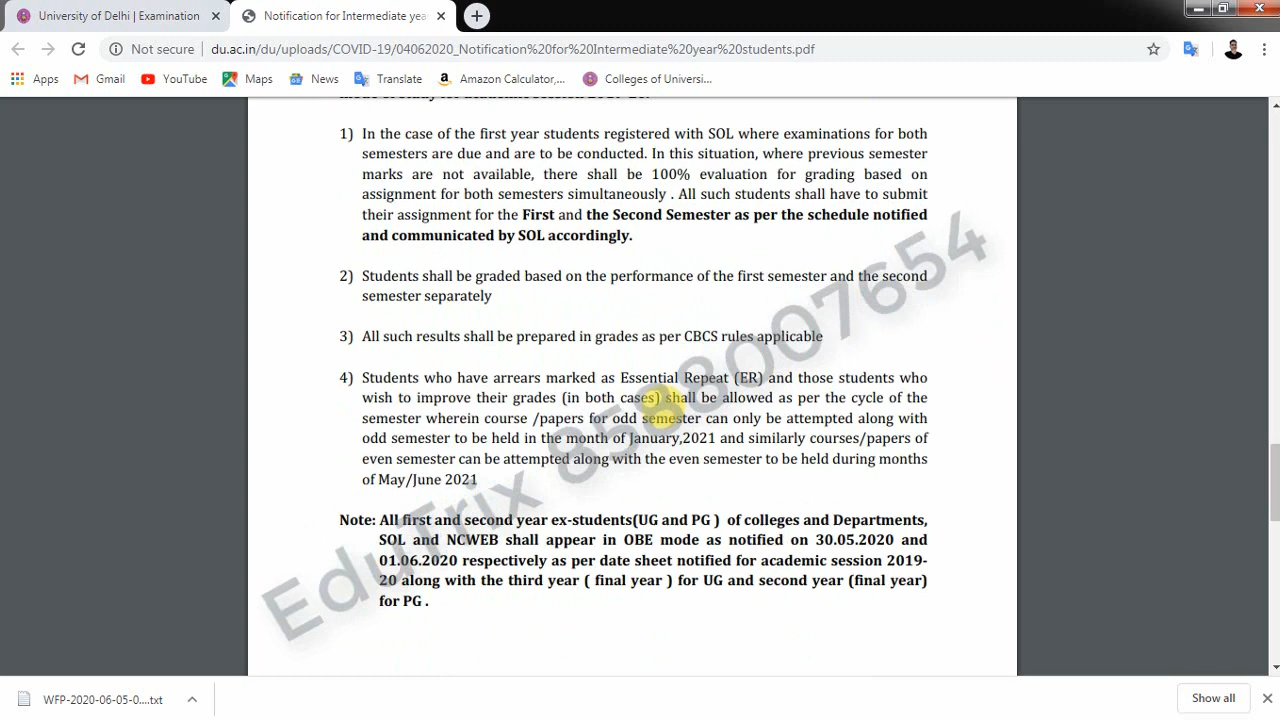 University of Delhi | Examination
Notification for Intermediate yea
Not secure
du.ac.in/du/uploads/COVID-19/04062020_Notification%20for%20Intermediate%20year%20students.pdf
Apps
Gmail
YouTube
Maps
News
Translate
Amazon Calculator,...
Colleges of Universi...
1) In the case of the first year students registered with SOL where examinations for both
semesters are due and are to be conducted. In this situation, where previous semester
marks are not available, there shall be 100% evaluation for grading based on
assignment for both semesters simultaneously . All such students shall have to submit
their assignment for the First and the Second Semester as per the schedule notified
and communicated by SOL accordingly.
2) Students shall be graded based on the performance of the first semester and the second
semester separately
3) All such results shall be prepared in grades as per CBCS rules applicable
4) Students who have arrears marked as Essential Repeat (ER) and those students who
wish to improve their grades (in both cases) shall be allowed as per the cycle of the
semester wherein course /papers for odd semester can only be attempted along with
odd semester to be held in the month of January,2021 and similarly courses/papers of
even semester can be attempted along with the even semester to be held during months
of May/June 2021
Note: All first and second year ex-students(UG and PG ) of colleges and Departments,
SOL and NCWEB shall appear in OBE mode as notified on 30.05.2020 and
01.06.2020 respectively as per date sheet notified for academic session 2019-
20 along with the third year ( final year ) for UG and second year (final year)
for PG .
EduTrix 8588007654
WFP-2020-06-05-0....txt
Show all